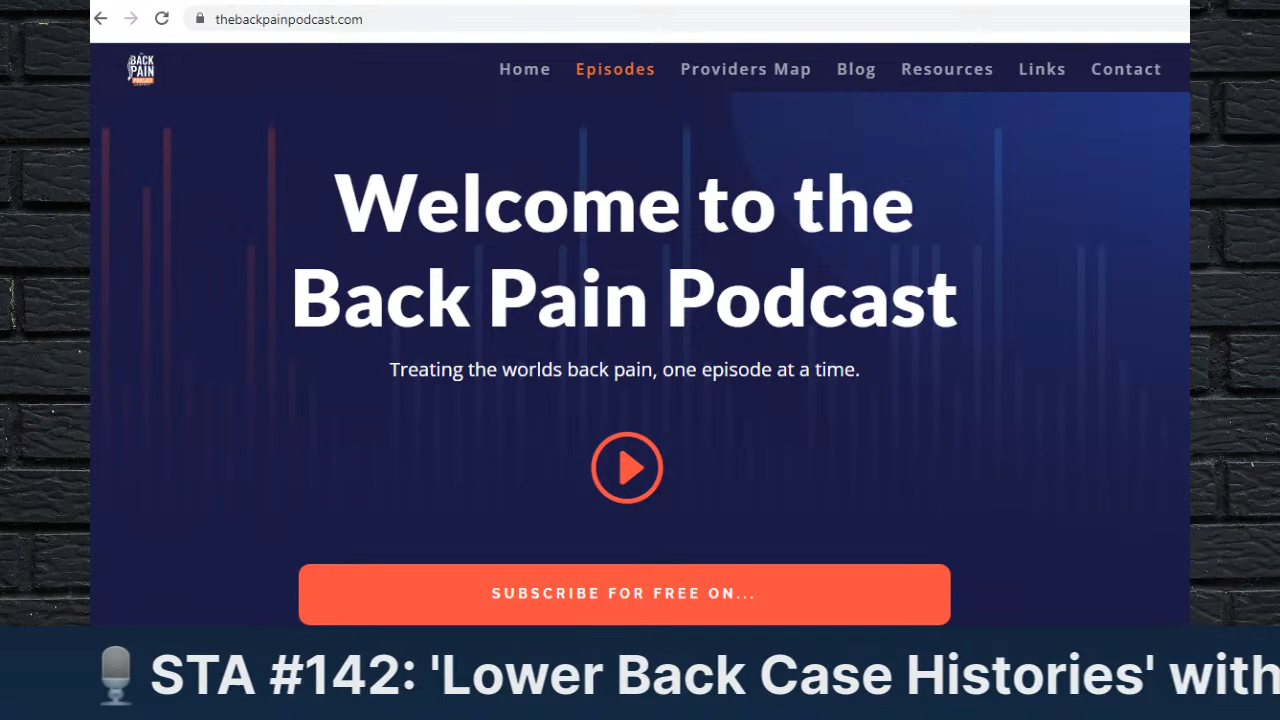 thebackpainpodcast.com
BACK
PAIN
Home Episodes Providers Map Blog Resources Links Contact
Welcome to the
Back Pain Podcast
Treating the worlds back pain, one episode at a time.
SUBSCRIBE FOR FREE ON...
STA #142: 'Lower Back Case Histories' with